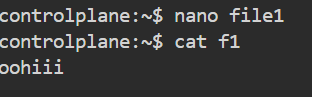 controlplane:~$ nano file1
controlplane:~$ cat f1
oohiii